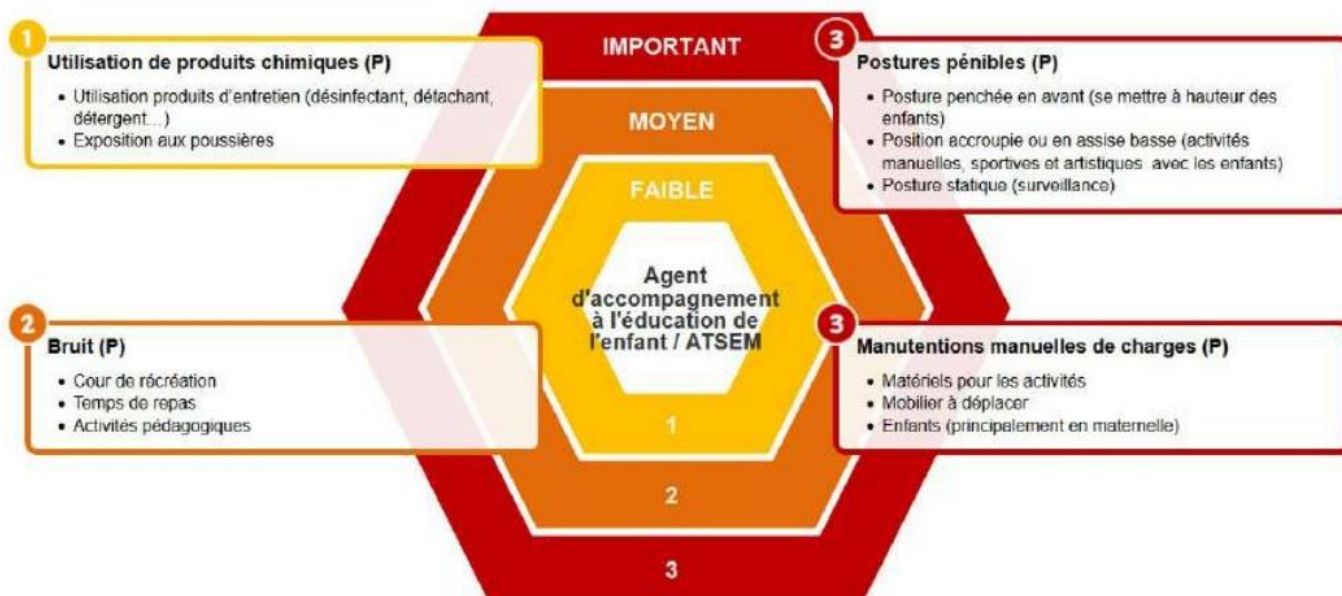 1
Utilisation de produits chimiques (P)
• Utilisation produits d'entretien (désinfectant, détachant,
détergent...)
• Exposition aux poussières
IMPORTANT
MOYEN
FAIBLE
3
Postures pénibles (P)
• Posture penchée en avant (se mettre à hauteur des
enfants)
• Position accroupie ou en assise basse (activités
manuelles, sportives et artistiques avec les enfants)
• Posture statique (surveillance)
Agent
d'accompagnement
à l'éducation de
l'enfant / ATSEM
2
Bruit (P)
• Cour de récréation
• Temps de repas
• Activités pédagogiques
3
Manutentions manuelles de charges (P)
• Matériels pour les activités
• Mobilier à déplacer
• Enfants (principalement en maternelle)
1
2
3